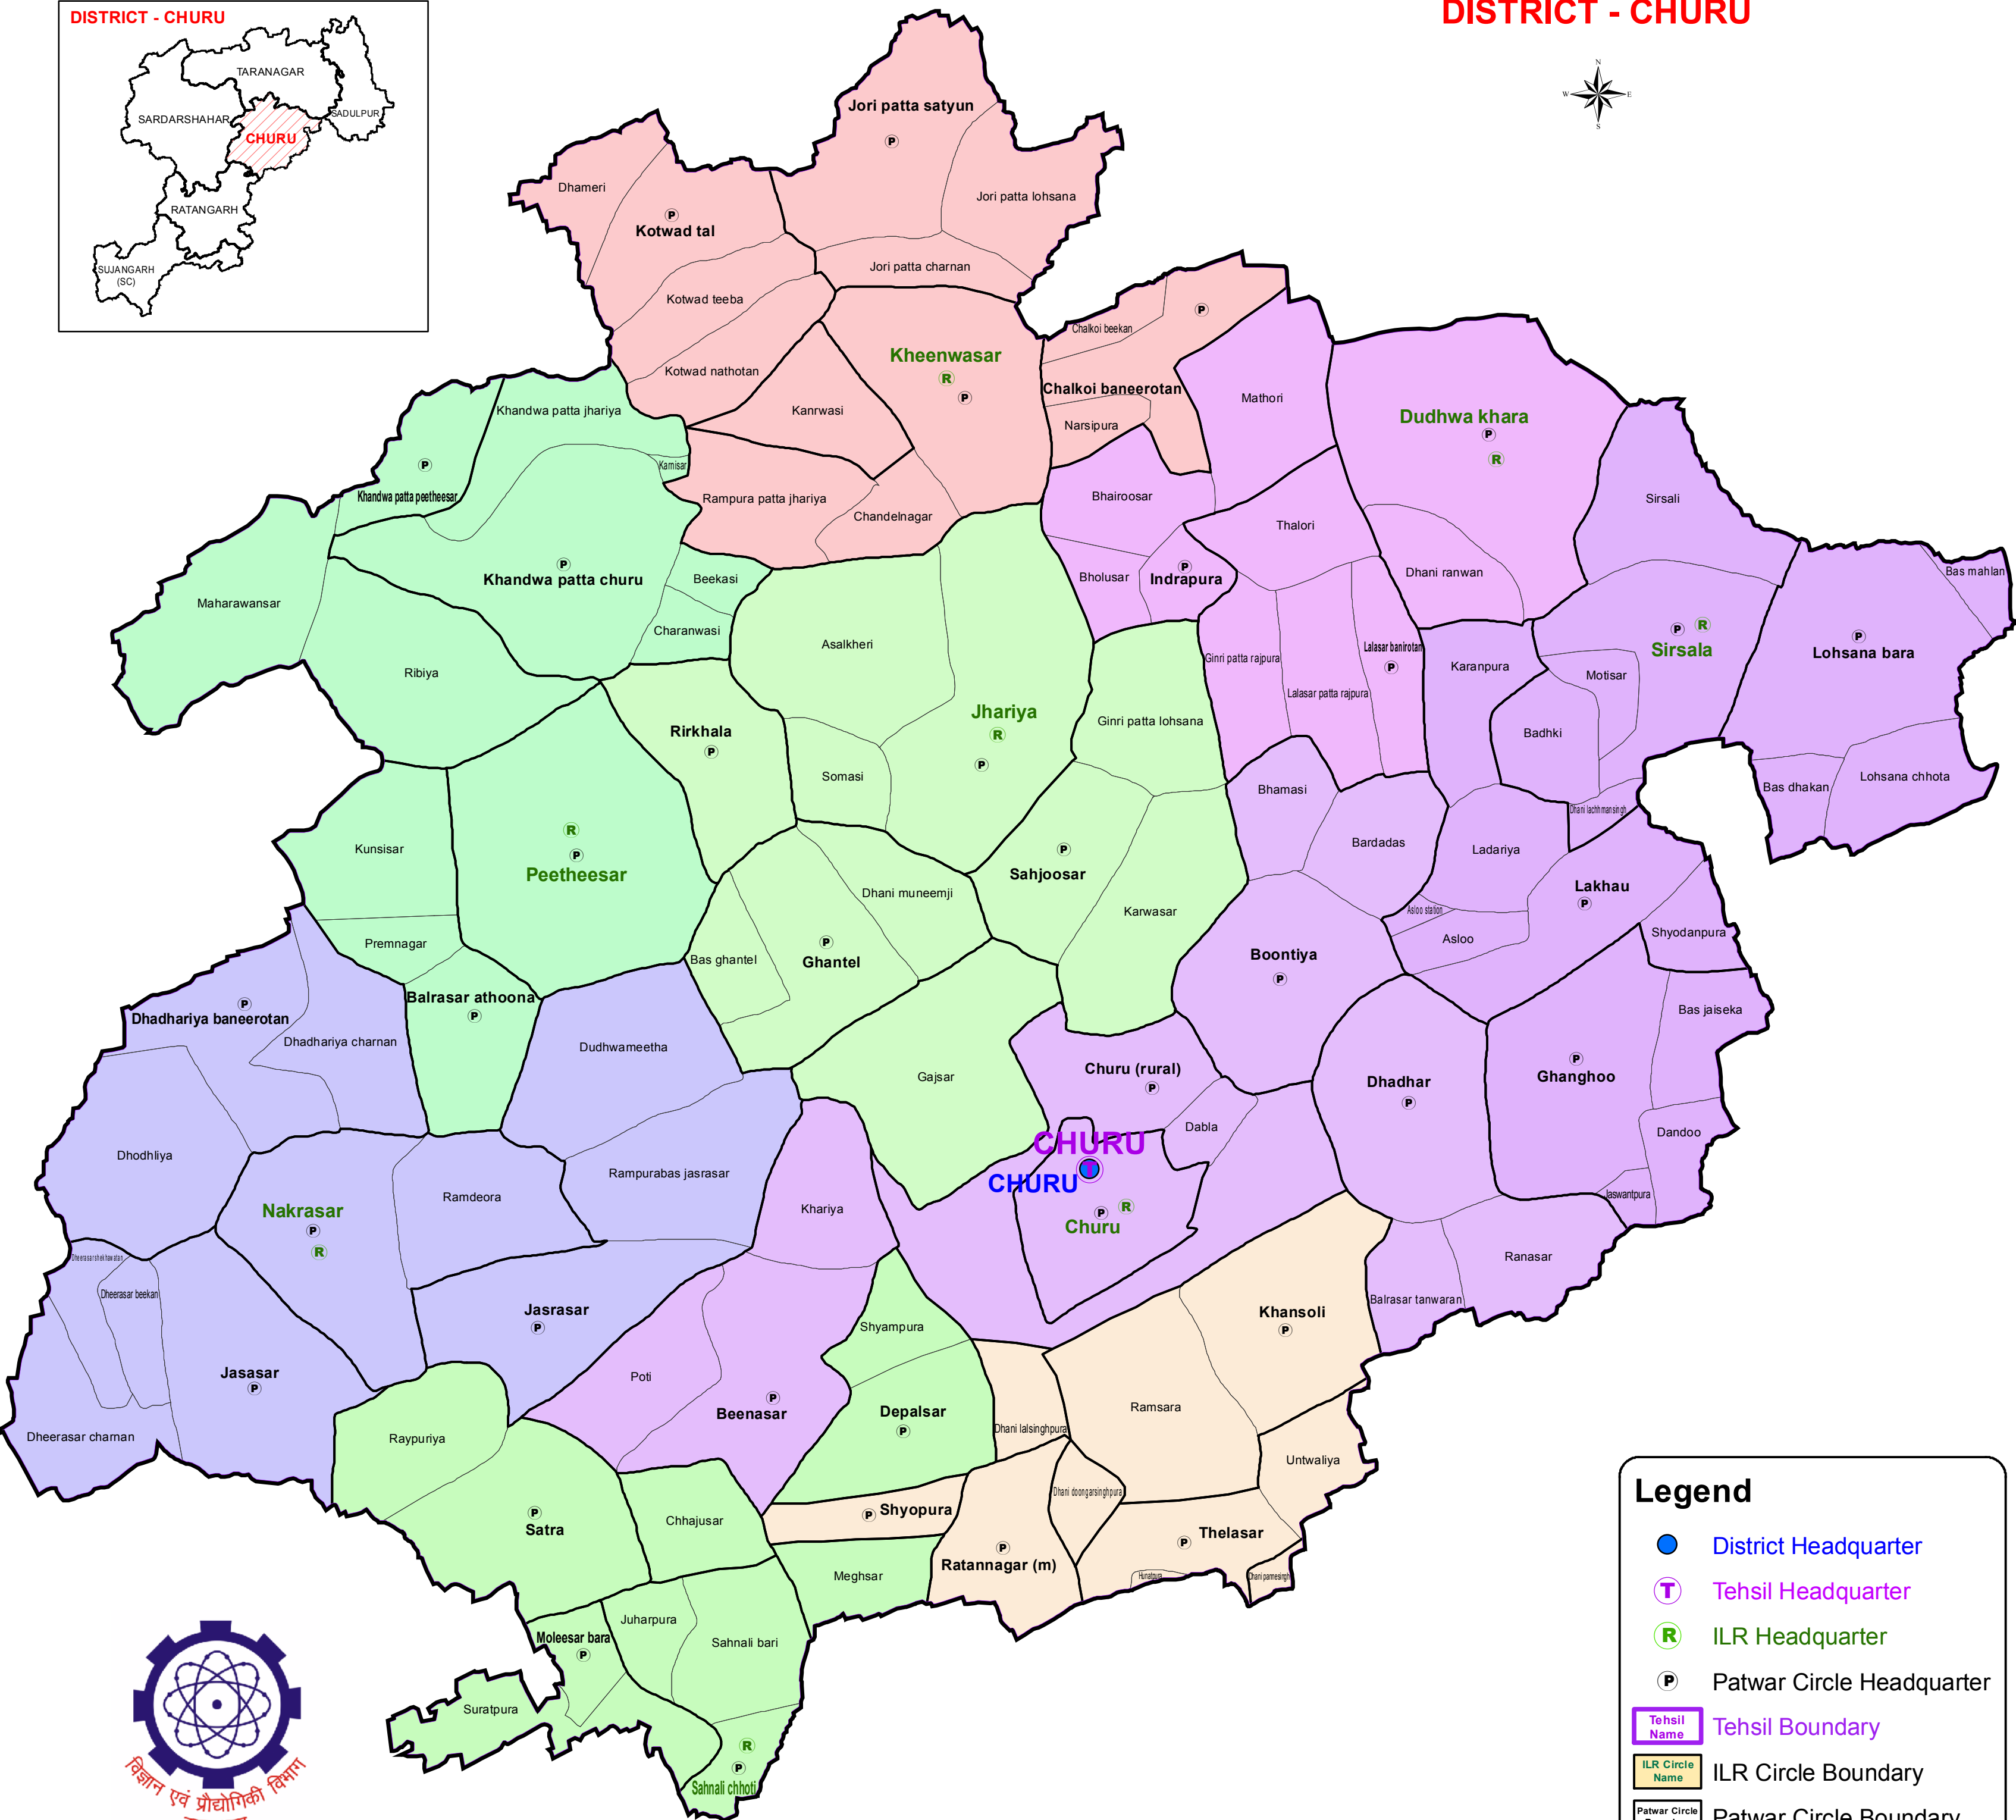 DISTRICT - CHURU
DISTRICT - CHURU
TARANAGAR
SARDARSHAHAR
SADULPUR
CHURU
RATANGARH
SUJANGARH
(SC)
N
W
E
S
Jori patta satyun
P
Dhameri
Jori patta lohsana
P
Kotwad tal
Jori patta charnan
Kotwad teeba
P
Chalkoi beekan
Kheenwasar
R
P
Kotwad nathotan
Chalkoi baneerotan
Mathori
Kanrwasi
Khandwa patta jhariya
Dudhwa khara
P
R
Narsipura
P
Kamisar
Khandwa patta peetheesar
Rampura patta jhariya
Bhairoosar
Sirsali
Chandelnagar
Thalori
P
Khandwa patta churu
Beekasi
Bholusar
P
Indrapura
Dhani ranwan
Bas mahlan
Maharawansar
Charanwasi
Asalkheri
P
R
Sirsala
P
Lohsana bara
Ribiya
Ginri patta rajpura
Lalasar banirotan
P
Karanpura
Motisar
Lalasar patta rajpura
Rirkhala
P
Jhariya
R
P
Ginri patta lohsana
Badhki
Somasi
Bhamasi
Bas dhakan
Lohsana chhota
Dhani lachhmansingh
R
P
Peetheesar
Kunsisar
P
Sahjoosar
Bardadas
Ladariya
Dhani muneemji
Lakhau
P
Karwasar
Asloo station
Asloo
Shyodanpura
Premnagar
Bas ghantel
P
Ghantel
Boontiya
P
Balrasar athoona
P
P
Dhadhariya baneerotan
Bas jaiseka
Dhadhariya charnan
Dudhwameetha
Gajsar
Churu (rural)
P
Dhadhar
P
P
Ghanghoo
Dabla
Dandoo
CHURU
T
CHURU
Dhodhliya
Rampurabas jasrasar
Ramdeora
Jaswantpura
Nakrasar
P
R
Khariya
P
R
Churu
Dheerasar shekhawatan
Ranasar
Dheerasar beekan
Balrasar tanwaran
Jasrasar
P
Khansoli
P
Shyampura
Jasasar
P
Poti
P
Beenasar
Depalsar
P
Ramsara
Dhani lalsinghpura
Dheerasar charnan
Raypuriya
Untwaliya
Dhani doongarsinghpura
P
Satra
Chhajusar
P
Shyopura
Thelasar
P
P
Ratannagar (m)
Meghsar
Hunatpura
Dhani parnesingh
Juharpura
Moleesar bara
P
Sahnali bari
Suratpura
R
P
Sahnali chhoti
विज्ञान एवं प्रौद्योगिकी विभाग
Legend
District Headquarter
T Tehsil Headquarter
R ILR Headquarter
P Patwar Circle Headquarter
Tehsil
Name
Tehsil Boundary
ILR Circle
Name
ILR Circle Boundary
Patwar Circle
Patwar Circle Boundary